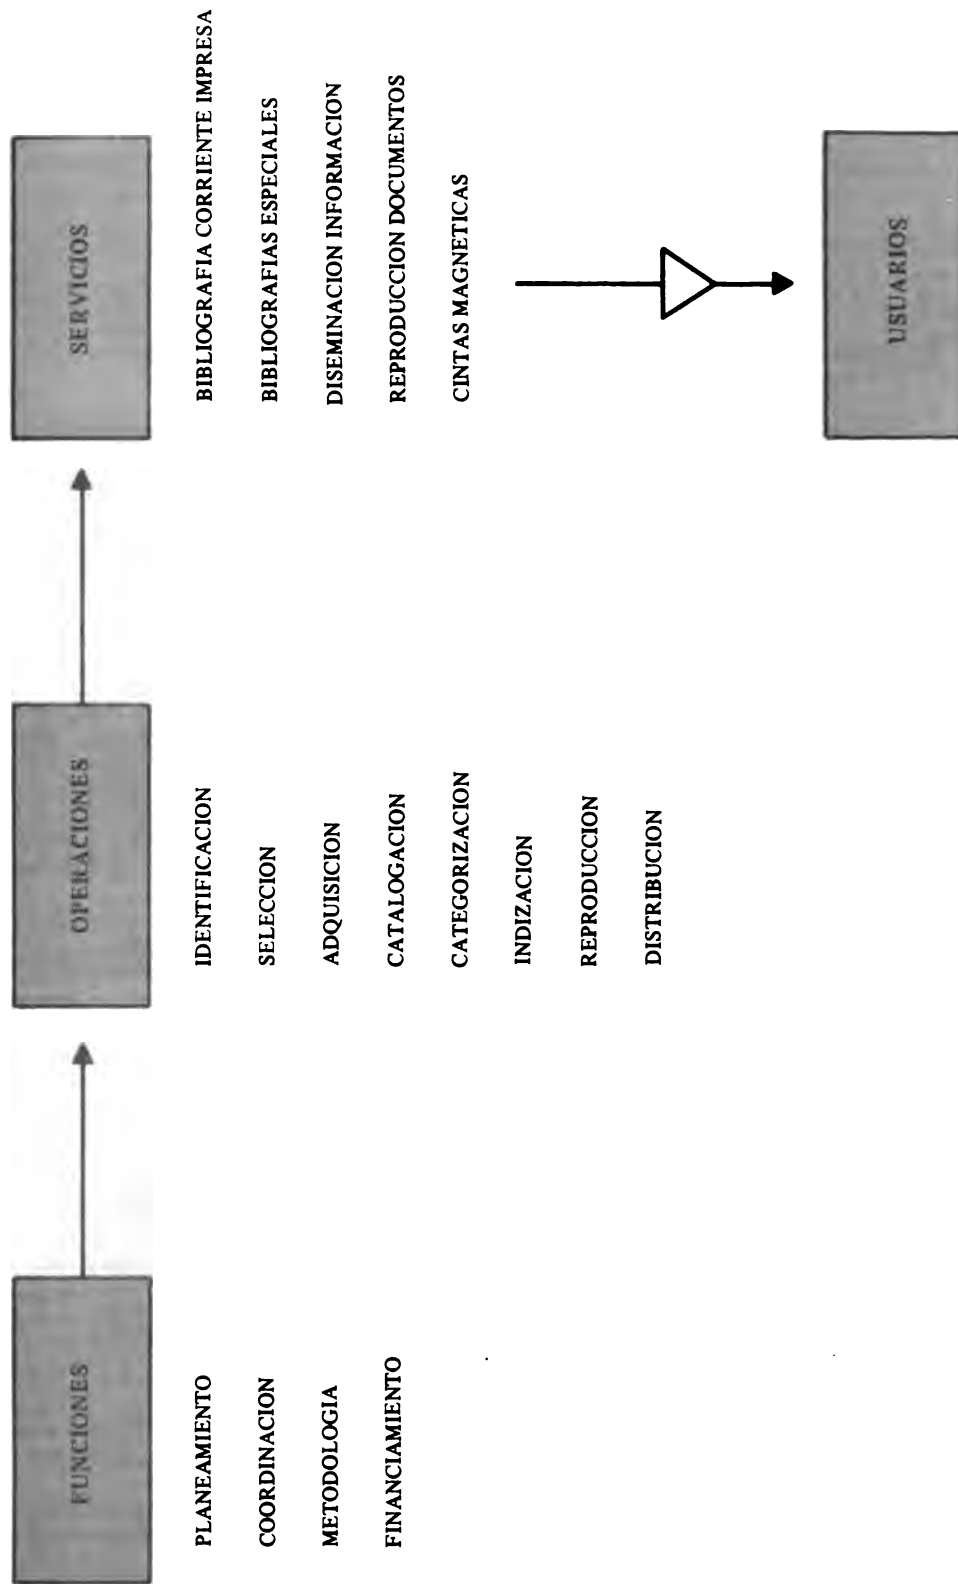 FUNCIONES
PLANEAMIENTO
COORDINACION
METODOLOGIA
FINANCIAMIENTO
OPERACIONES
IDENTIFICACION
SELECCION
ADQUISICION
CATALOGACION
CATEGORIZACION
INDIZACION
REPRODUCCION
DISTRIBUCION
SERVICIOS
BIBLIOGRAFIA CORRIENTE IMPRESA
BIBLIOGRAFIAS ESPECIALES
DISEMINACION INFORMACION
REPRODUCCION DOCUMENTOS
CINTAS MAGNETICAS
USUARIOS